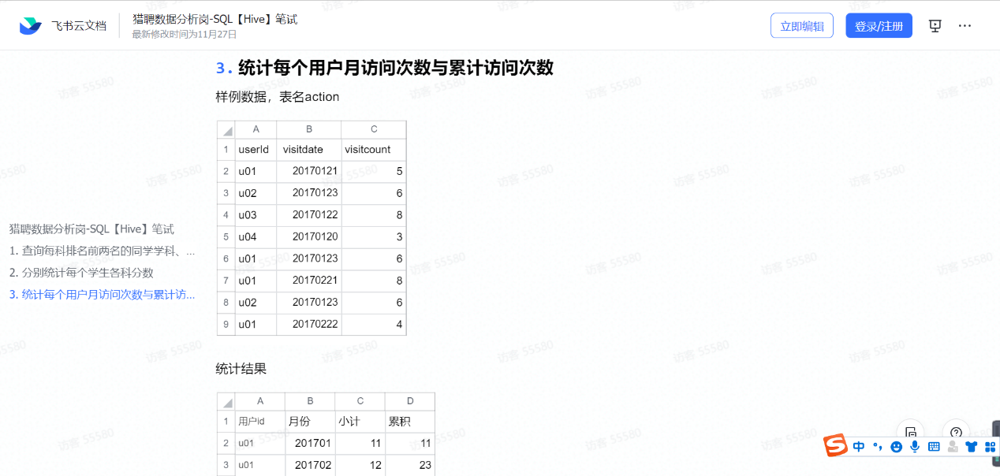 飞书云文档
猎聘数据分析岗-SQL【Hive】笔试
最新修改时间为11月27日
立即编辑
登录/注册
猎聘数据分析岗-SQL【Hive】笔试
1. 查询每科排名前两名的同学学科、...
2. 分别统计每个学生各科分数
3. 统计每个用户月访问次数与累计访...
3. 统计每个用户月访问次数与累计访问次数
样例数据，表名action
A B C
1 userId visitdate visitcount
2 u01 20170121 5
3 u02 20170123 6
4 u03 20170122 8
5 u04 20170120 3
6 u01 20170123 6
7 u01 20170221 8
8 u02 20170123 6
9 u01 20170222 4
统计结果
A B C D
1 用户id 月份 小计 累积
2 u01 201701 11 11
3 u01 201702 12 23
访客 55580
中